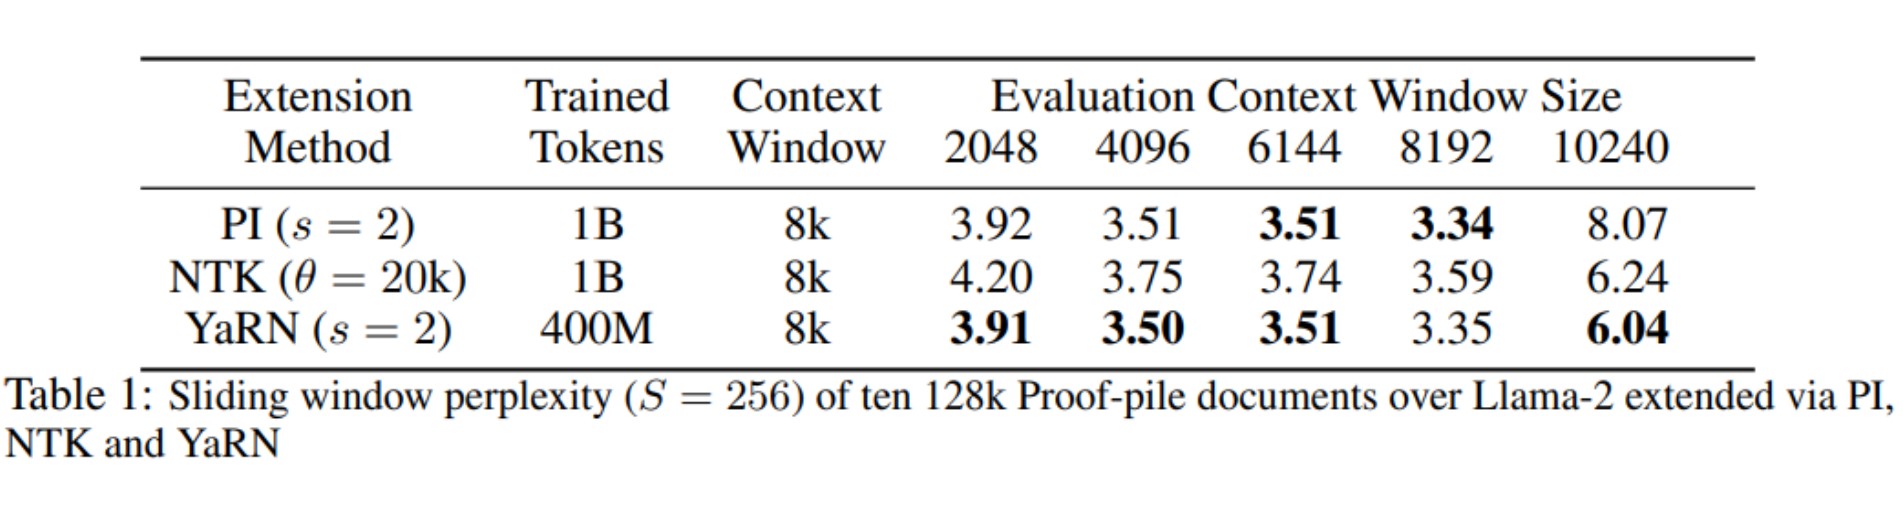 Extension Trained Context Evaluation Context Window Size
Method Tokens Window 2048 4096 6144 8192 10240
PI (s = 2) 1B 8k 3.92 3.51 3.51 3.34 8.07
NTK (θ = 20k) 1B 8k 4.20 3.75 3.74 3.59 6.24
YaRN (s = 2) 400M 8k 3.91 3.50 3.51 3.35 6.04
Table 1: Sliding window perplexity (S = 256) of ten 128k Proof-pile documents over Llama-2 extended via PI,
NTK and YaRN